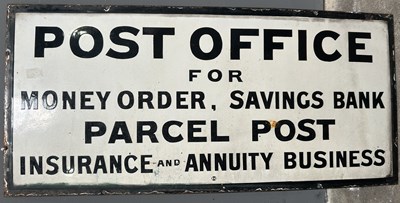 POST OFFICE
FOR
MONEY ORDER, SAVINGS BANK
PARCEL POST
INSURANCE AND ANNUITY BUSINESS